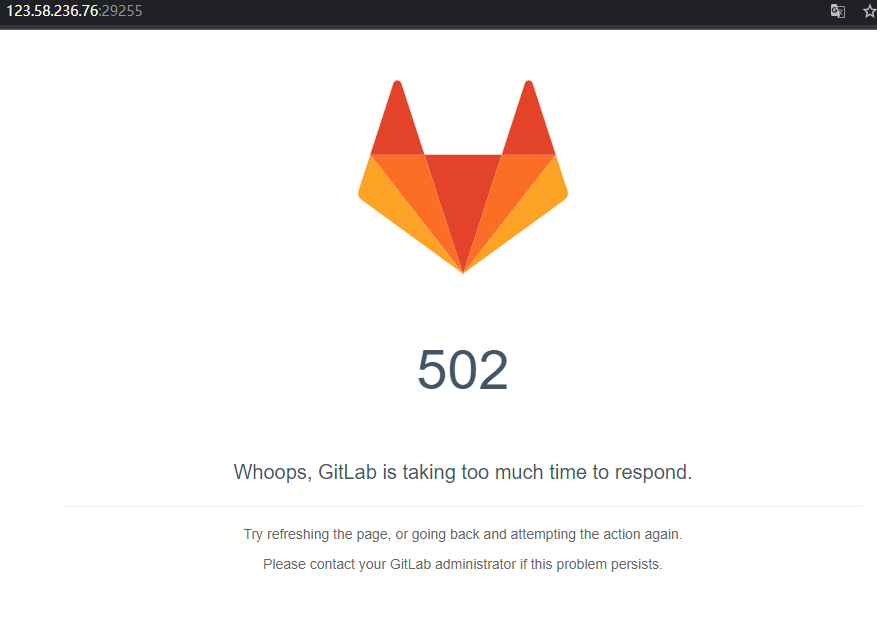 123.58.236.76:29255
502
Whoops, GitLab is taking too much time to respond.
Try refreshing the page, or going back and attempting the action again.
Please contact your GitLab administrator if this problem persists.